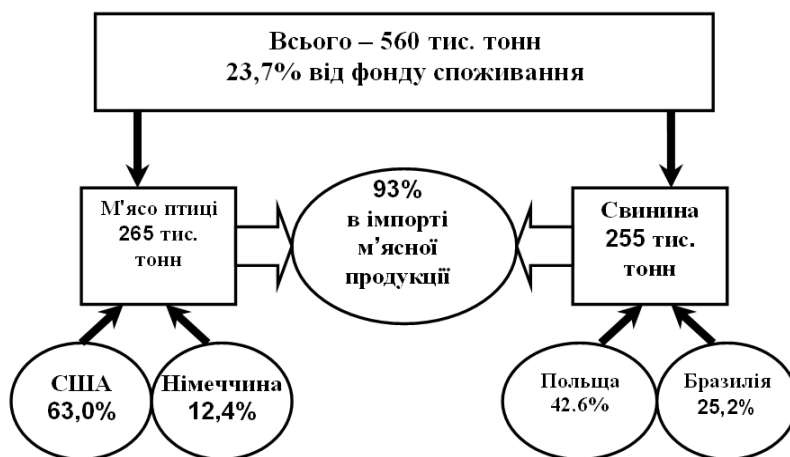 Всього – 560 тис. тонн
23,7% від фонду споживання
М'ясо птиці
265 тис.
тонн
93%
в імпорті
м’ясної
продукції
Свинина
255 тис.
тонн
США
63,0%
Німеччина
12,4%
Польща
42.6%
Бразилія
25,2%